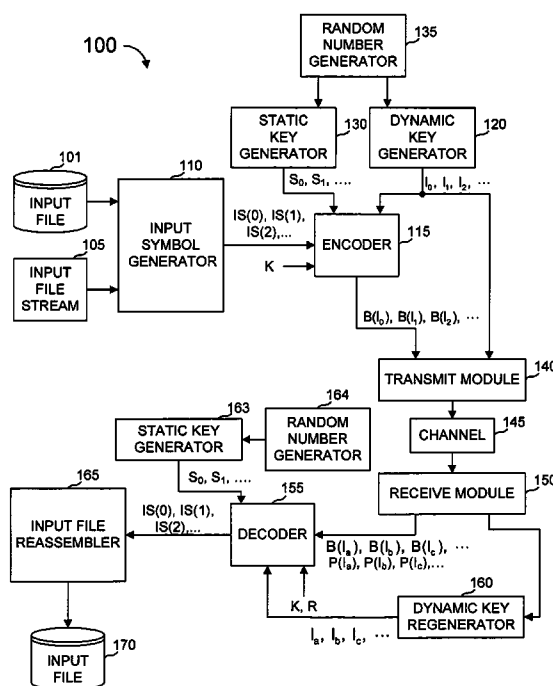 100
RANDOM
NUMBER
GENERATOR
135
STATIC
KEY
GENERATOR
130
DYNAMIC
KEY
GENERATOR
120
S0, S1, ....
I0, I1, I2, ...
101
INPUT
FILE
105
INPUT
FILE
STREAM
110
INPUT
SYMBOL
GENERATOR
IS(0), IS(1),
IS(2),...
K
ENCODER
115
B(I0), B(I1), B(I2), ...
TRANSMIT MODULE
140
CHANNEL
145
RECEIVE MODULE
150
163
STATIC KEY
GENERATOR
164
RANDOM
NUMBER
GENERATOR
S0, S1, ....
165
INPUT FILE
REASSEMBLER
IS(0), IS(1),
IS(2),...
155
DECODER
B(Ia), B(Ib), B(Ic), ...
P(Ia), P(Ib), P(Ic),...
K, R
160
DYNAMIC KEY
REGENERATOR
Ia, Ib, Ic, ...
INPUT
FILE
170